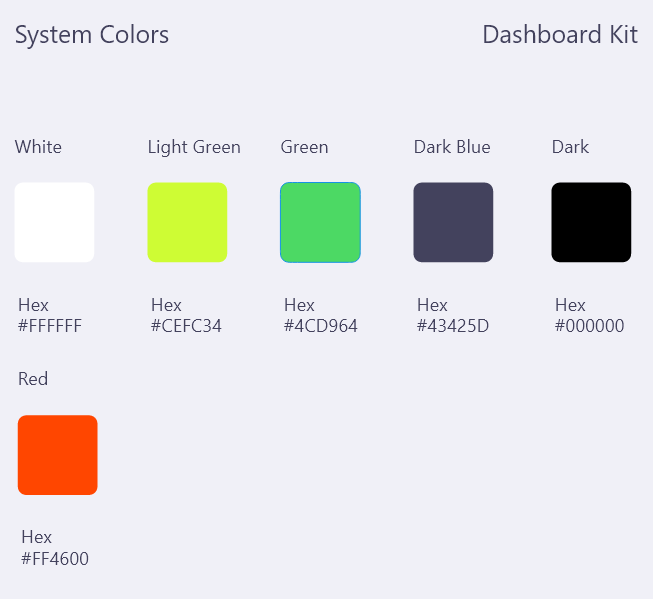 System Colors
Dashboard Kit
White
Light Green
Green
Dark Blue
Dark
Hex
#FFFFFF
Hex
#CEFC34
Hex
#4CD964
Hex
#43425D
Hex
#000000
Red
Hex
#FF4600